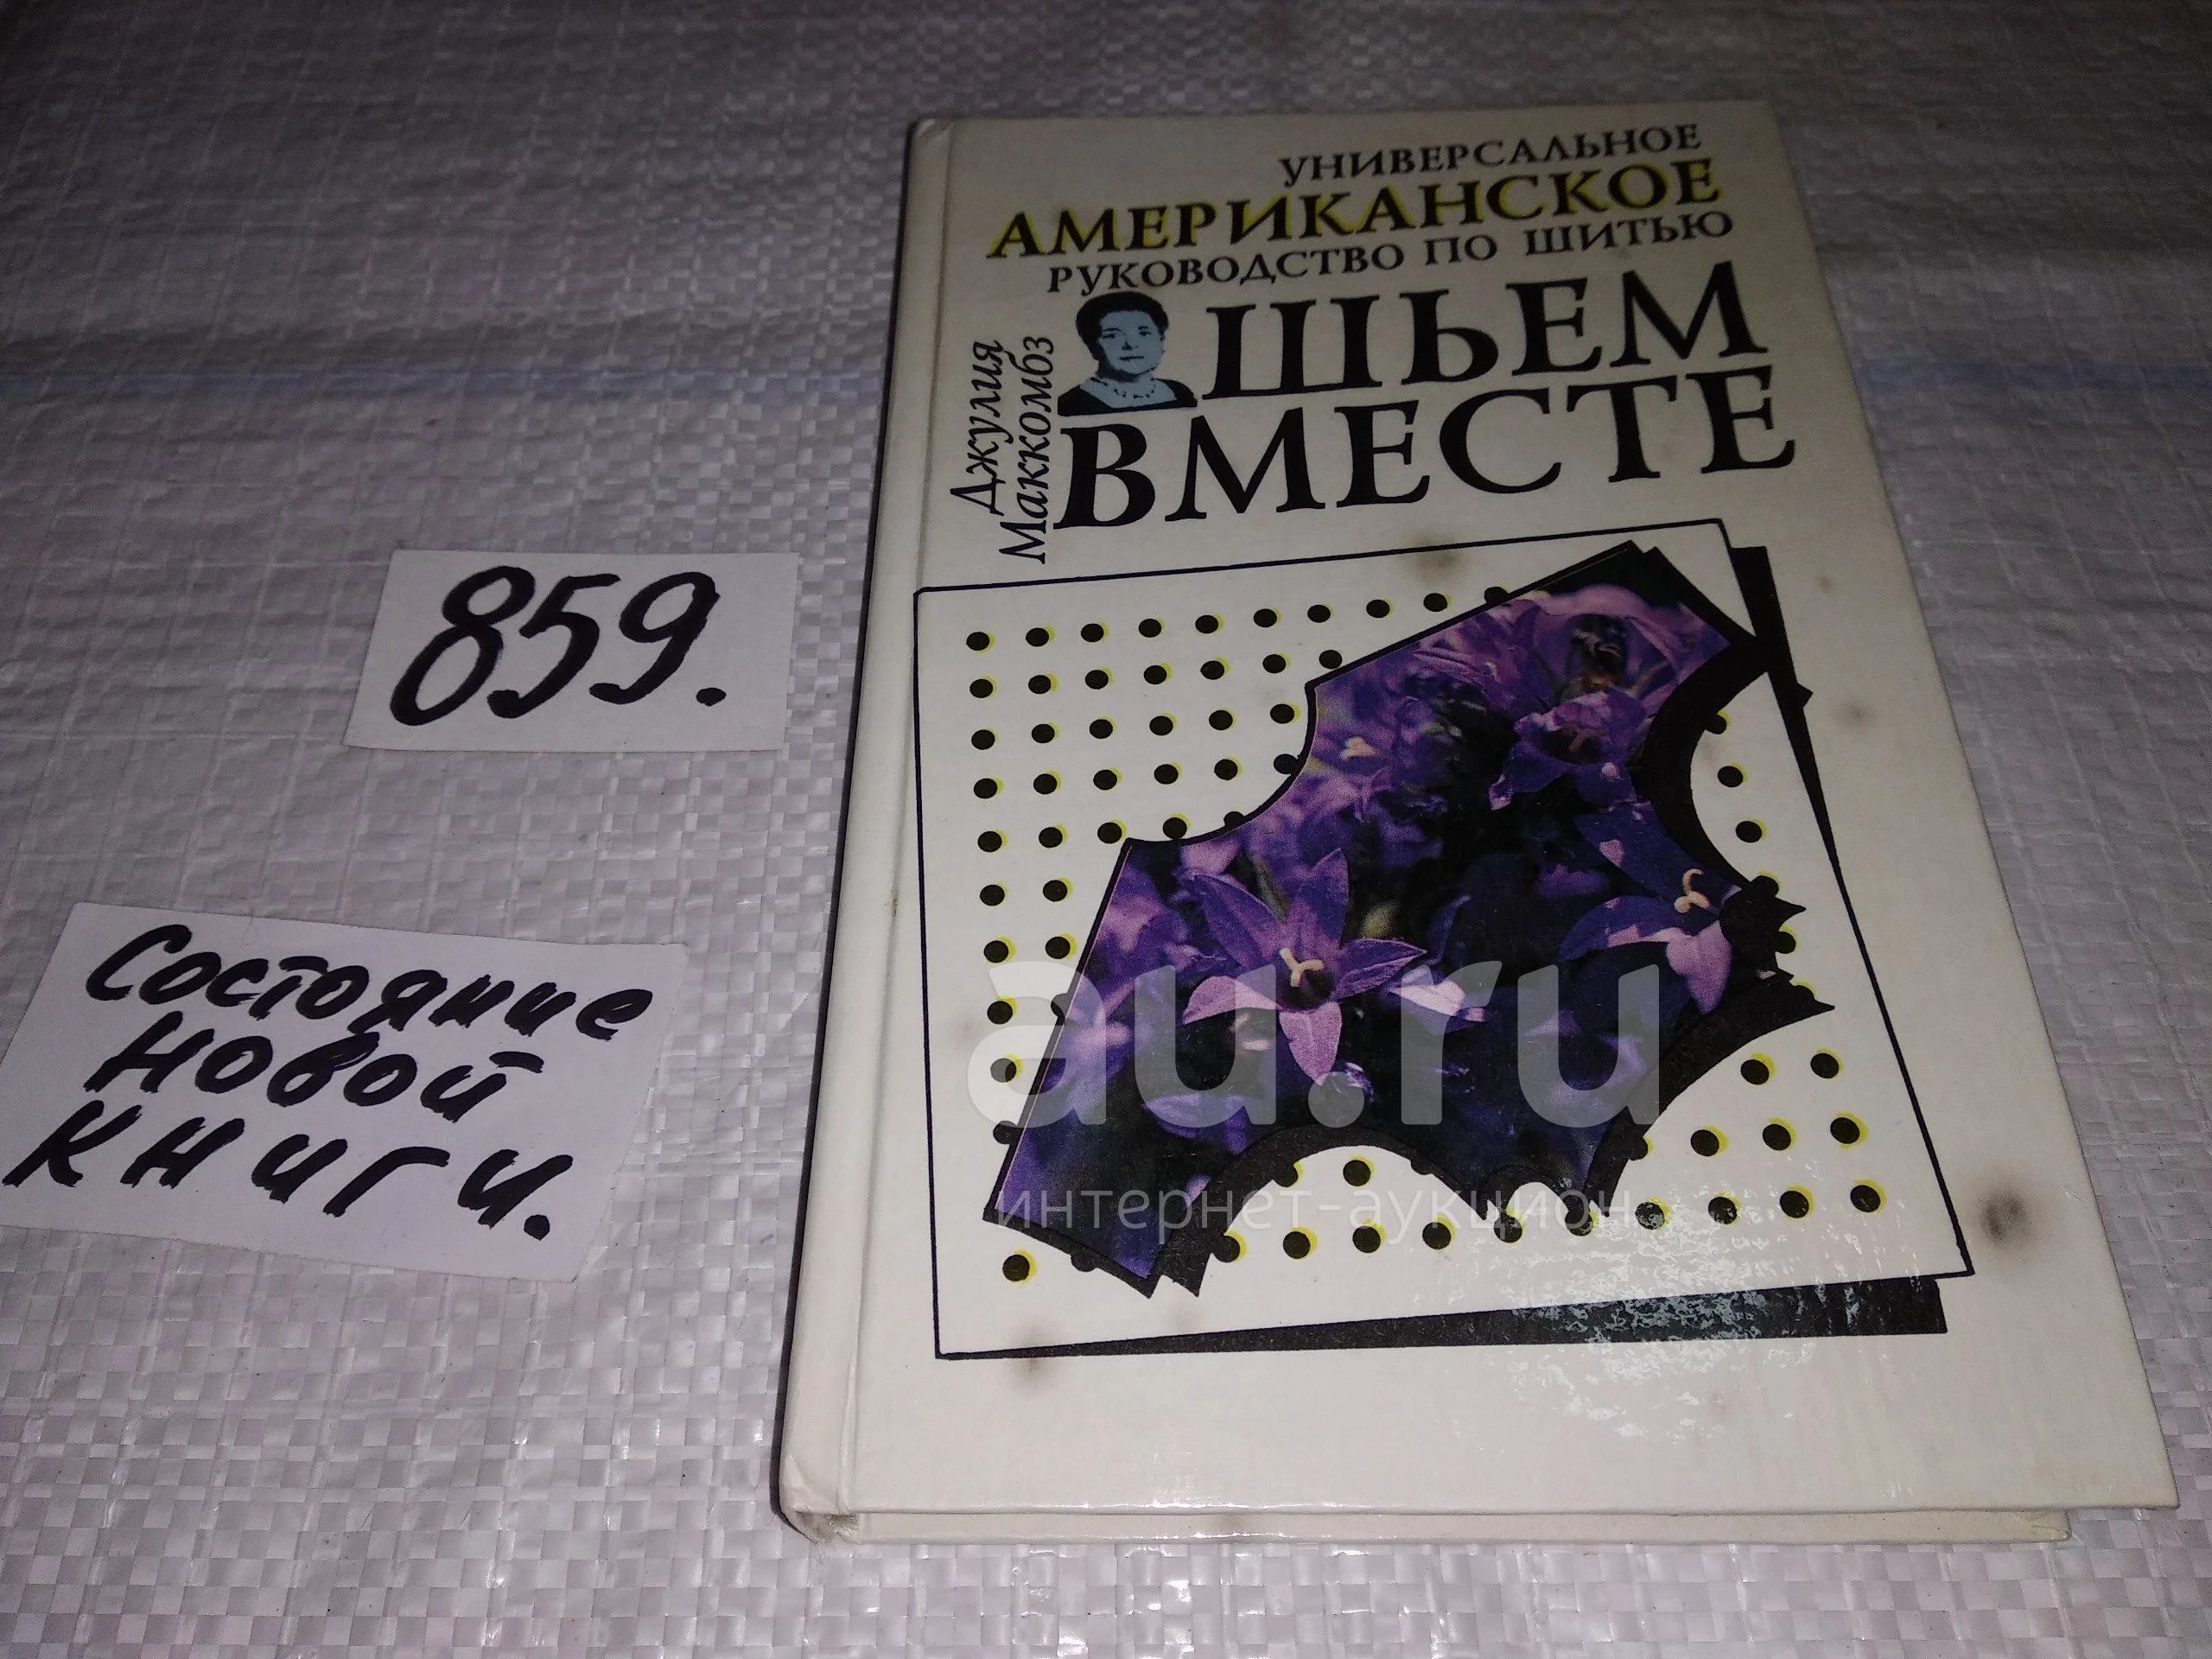 УНИВЕРСАЛЬНОЕ
АМЕРИКАНСКОЕ
РУКОВОДСТВО ПО ШИТЬЮ
Джулия
Маккомбз
ШЬЕМ
ВМЕСТЕ
859.
Состояние
новой
книги.
au.ru
интернет-аукцион